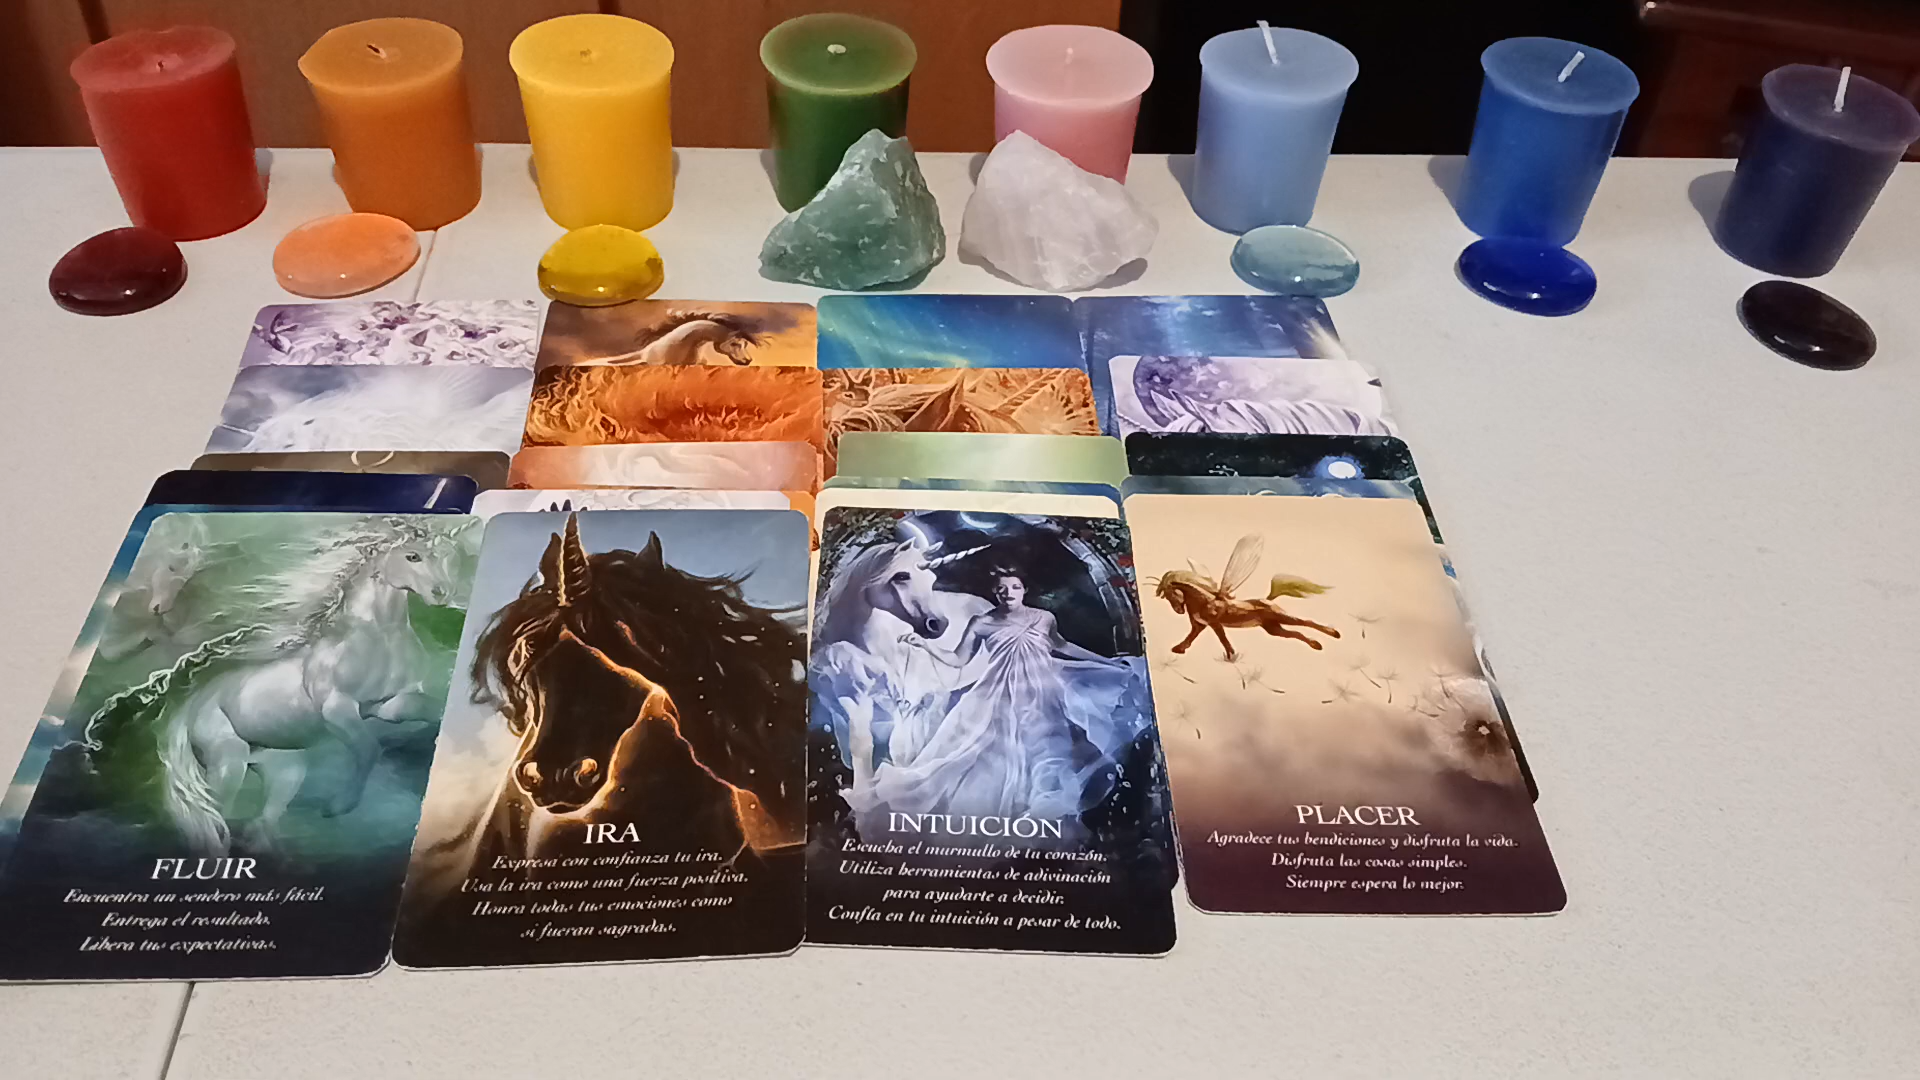 FLUIR
Encuentra un sendero más fácil.
Entrega el resultado.
Libera tus expectativas.
IRA
Expresa con confianza tu ira.
Usa la ira como una fuerza positiva.
Honra todas tus emociones como
si fueran sagradas.
INTUICIÓN
Escucha el murmullo de tu corazón.
Utiliza herramientas de adivinación
para ayudarte a decidir.
Confía en tu intuición a pesar de todo.
PLACER
Agradece tus bendiciones y disfruta la vida.
Disfruta las cosas simples.
Siempre espera lo mejor.